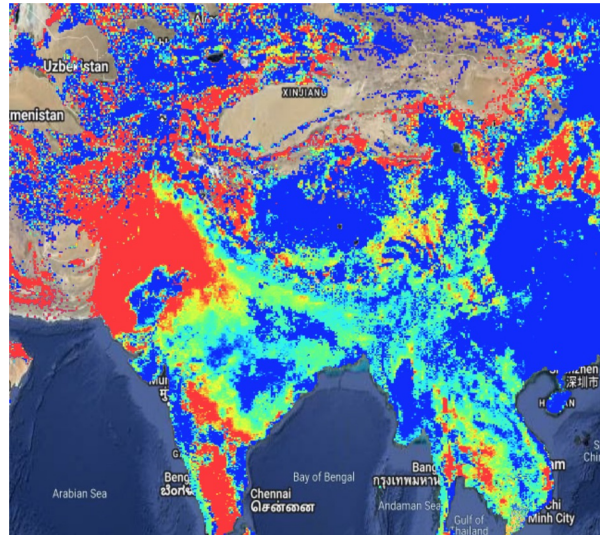 Uzbekistan
menistan
XINJIANG
深圳市
Beng
ಬೆಂಗ
Chennai
சென்னை
Bay of Bengal
Arabian Sea
Bang
กรุงเทพมหาน
Andaman Sea
Gulf of
Thailand
Chi
Minh City